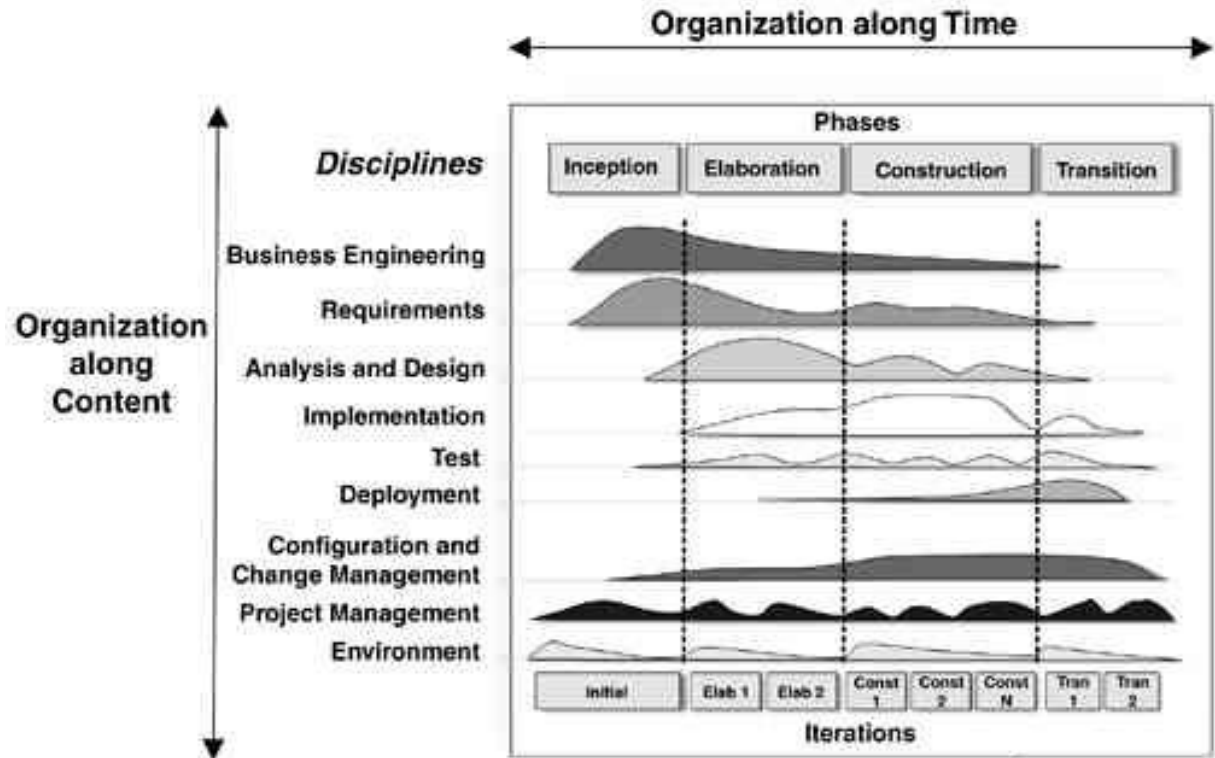 Organization along Time
Phases
Disciplines
Inception
Elaboration
Construction
Transition
Business Engineering
Requirements
Organization
along
Content
Analysis and Design
Implementation
Test
Deployment
Configuration and
Change Management
Project Management
Environment
Initial
Elab 1
Elab 2
Const
1
Const
2
Const
N
Tran
1
Tran
2
Iterations